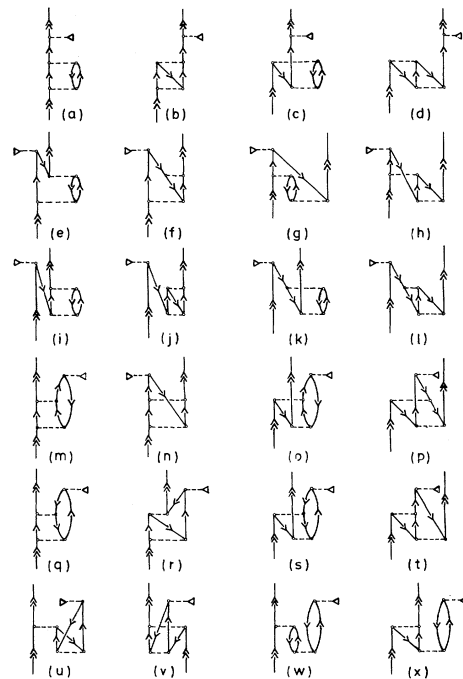 (a) (b) (c) (d)
(e) (f) (g) (h)
(i) (j) (k) (l)
(m) (n) (o) (p)
(q) (r) (s) (t)
(u) (v) (w) (x)